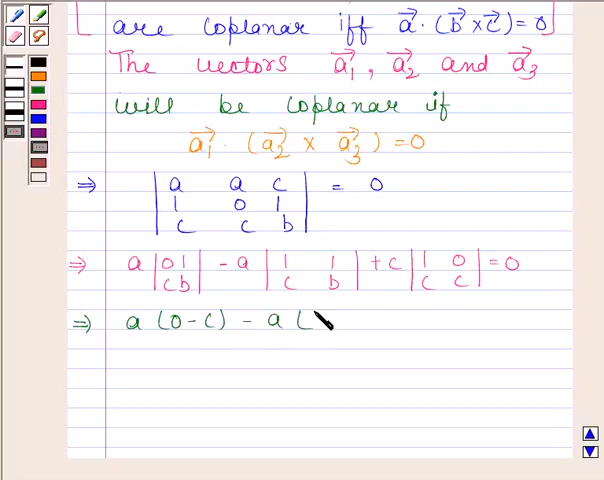 are coplanar iff a⃗ · (b⃗ × c⃗) = 0]
The vectors a⃗₁, a⃗₂ and a⃗₃
will be coplanar if
a⃗₁ · (a⃗₂ × a⃗₃) = 0
⇒ | a a c | = 0
| 1 0 1 |
| c c b |
⇒ a | 0 1 | - a | 1 1 | + c | 1 0 | = 0
| c b | | c b | | c c |
⇒ a (0 - c) - a (